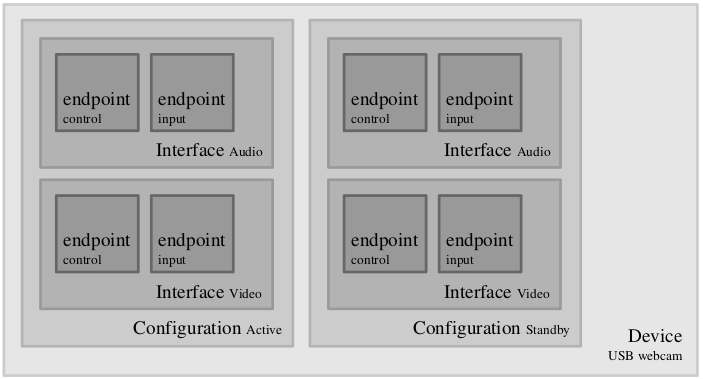 endpoint
control
endpoint
input
Interface Audio
endpoint
control
endpoint
input
Interface Video
Configuration Active
endpoint
control
endpoint
input
Interface Audio
endpoint
control
endpoint
input
Interface Video
Configuration Standby
Device
USB webcam